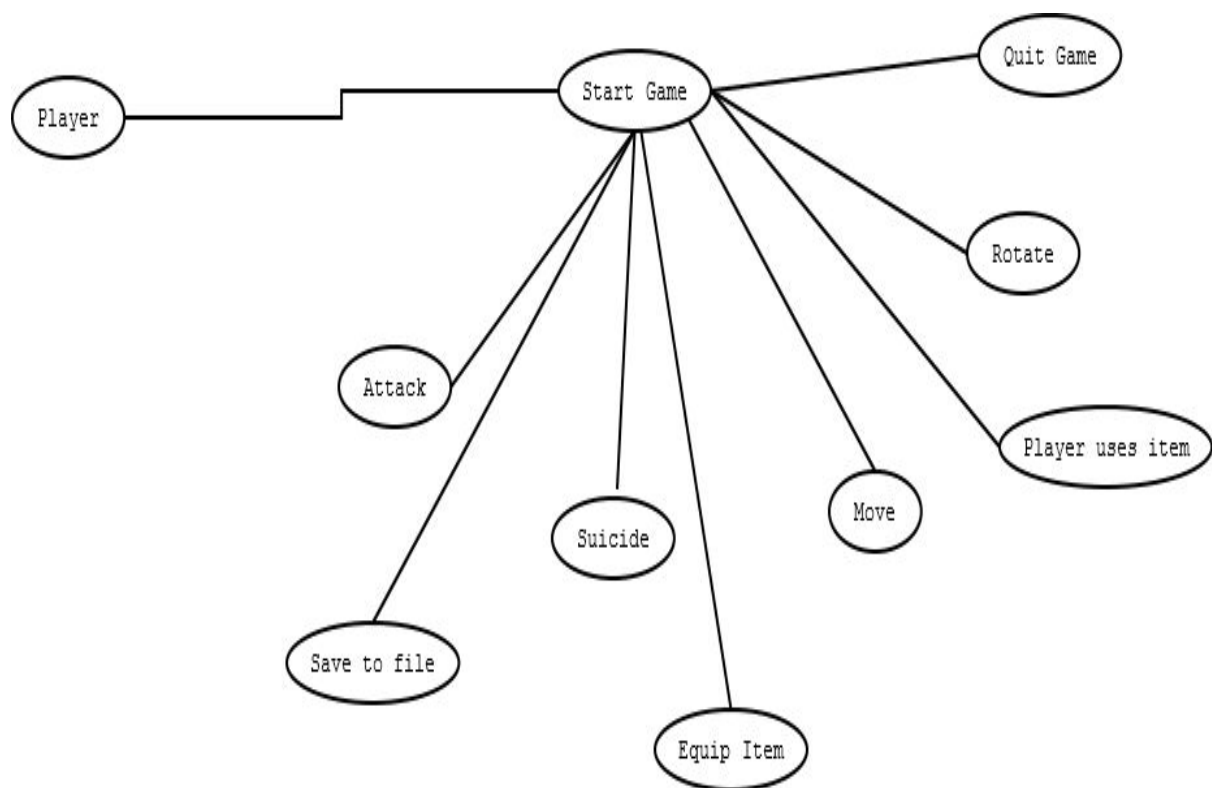 Quit Game
Start Game
Player
Rotate
Attack
Player uses item
Move
Suicide
Save to file
Equip Item